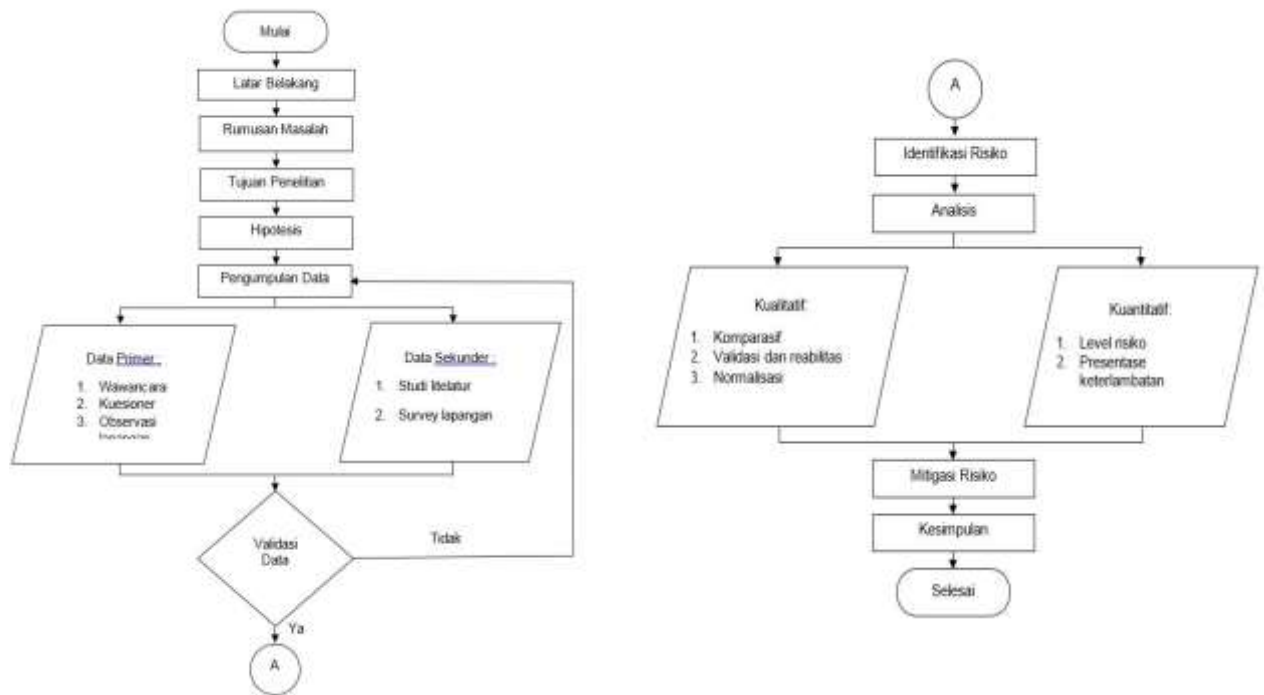 Mulai
Latar Belakang
Rumusan Masalah
Tujuan Penelitian
Hipotesis
Pengumpulan Data
Data Primer :
1. Wawancara
2. Kuesioner
3. Observasi
Data Sekunder :
1. Studi litelatur
2. Survey lapangan
Validasi
Data
Tidak
Ya
A
A
Identifikasi Risiko
Analisis
Kualitatif:
1. Komparasif
2. Validasi dan reabilitas
3. Normalisasi
Kuantitatif:
1. Level risiko
2. Presentase
keterlambatan
Mitigasi Risiko
Kesimpulan
Selesai